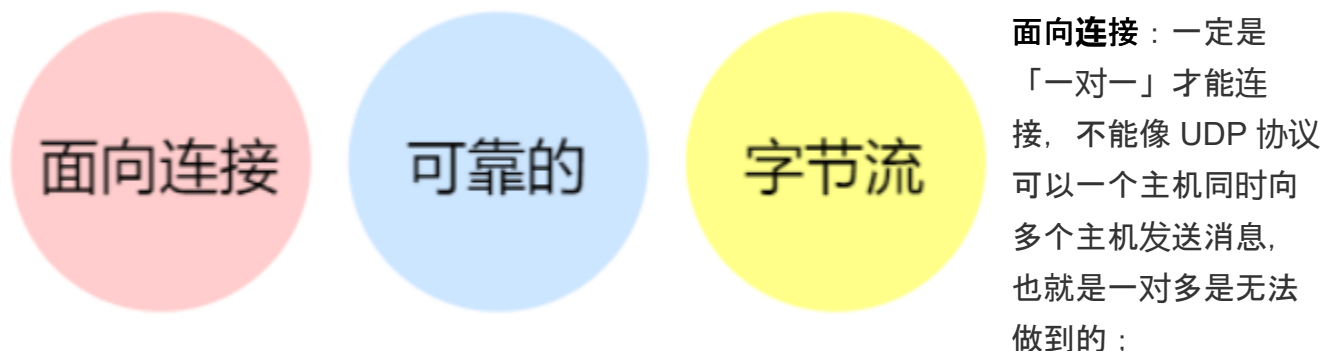 面向连接
可靠的
字节流
面向连接：一定是
「一对一」才能连
接，不能像 UDP 协议
可以一个主机同时向
多个主机发送消息，
也就是一对多是无法
做到的；